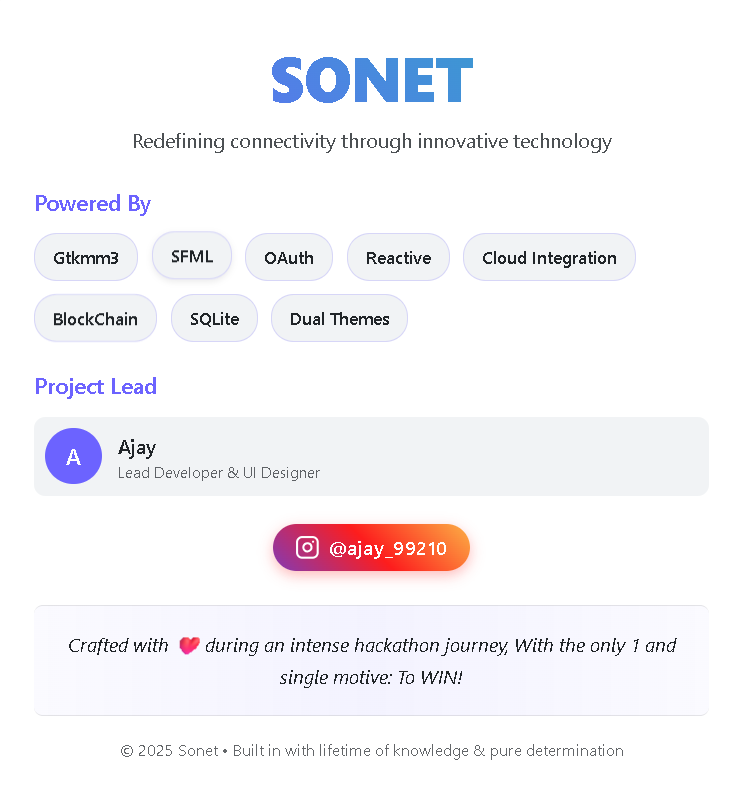 SONET
Redefining connectivity through innovative technology
Powered By
Gtkmm3 SFML OAuth Reactive Cloud Integration
BlockChain SQLite Dual Themes
Project Lead
A
Ajay
Lead Developer & UI Designer
@ajay_99210
Crafted with ❤️ during an intense hackathon journey, With the only 1 and
single motive: To WIN!
© 2025 Sonet • Built in with lifetime of knowledge & pure determination